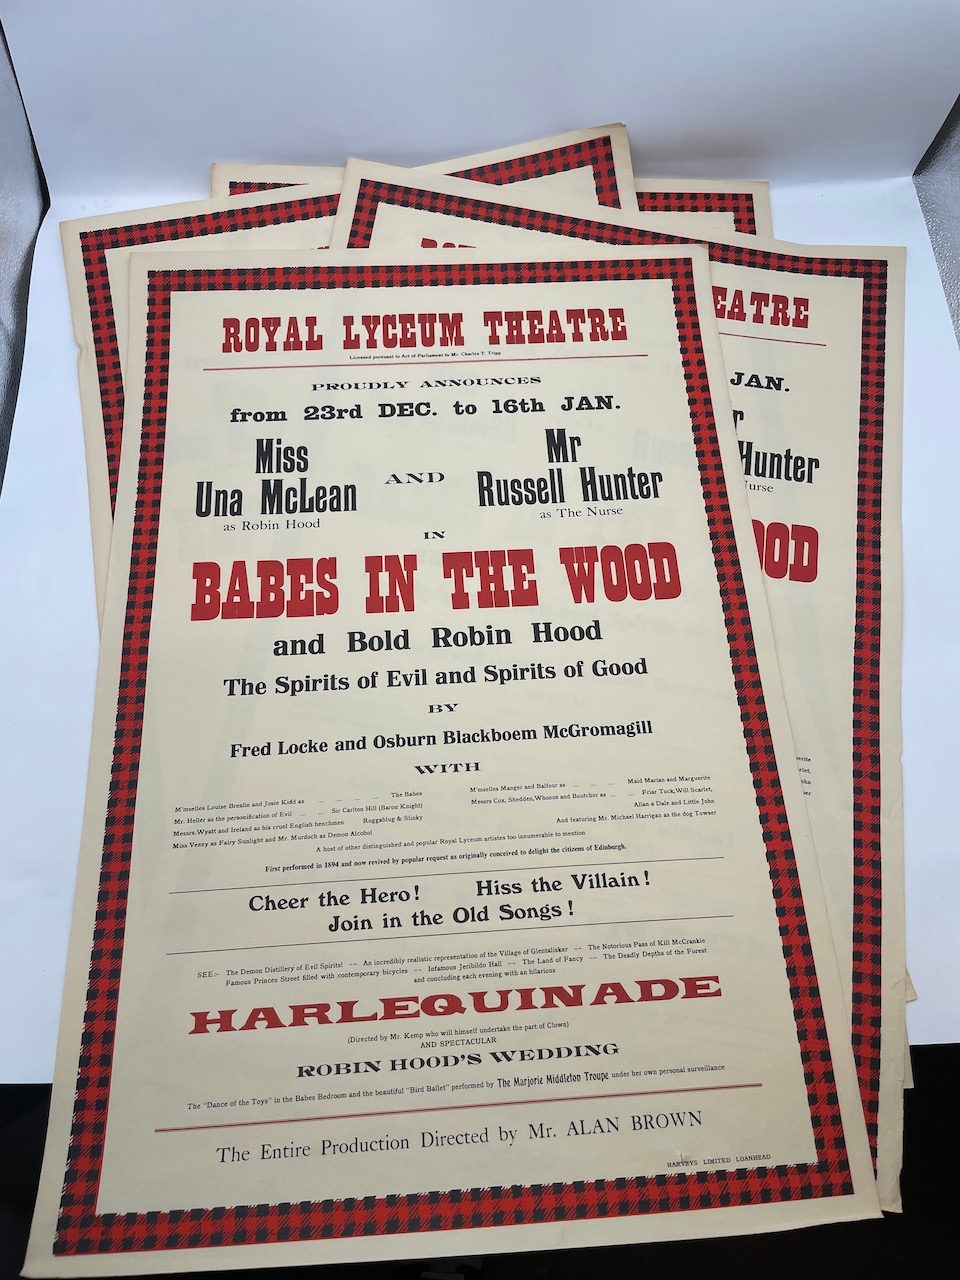 ROYAL LYCEUM THEATRE
Licensed pursuant to Act of Parliament to Mr. Charles T. Tripp
PROUDLY ANNOUNCES
from 23rd DEC. to 16th JAN.
Miss
Una McLean
as Robin Hood
AND
Mr
Russell Hunter
as The Nurse
IN
BABES IN THE WOOD
and Bold Robin Hood
The Spirits of Evil and Spirits of Good
BY
Fred Locke and Osburn Blackboem McGromagill
WITH
M'mselles Louise Breslin and Josie Kidd as — — — — The Babes
Mr. Heller as the personification of Evil — — Sir Carlton Hill (Baron Knight)
Messrs. Wyatt and Ireland as his cruel English henchmen Ruggablug & Slinky
Miss Vezey as Fairy Sunlight and Mr. Murdoch as Demon Alcohol
M'mselles Manger and Balfour as — — — — Maid Marian and Marguerite
Messrs Cox, Shedden, Whonos and Boutcher as — — Friar Tuck, Will Scarlet,
Allan a Dale and Little John
And featuring Mr. Michael Harrigan as the dog Towser
A host of other distinguished and popular Royal Lyceum artistes too innumerable to mention
First performed in 1894 and now revived by popular request as originally conceived to delight the citizens of Edinburgh.
Cheer the Hero! Hiss the Villain!
Join in the Old Songs!
SEE:- The Demon Distillery of Evil Spirits! -- An incredibly realistic representation of the Village of Glentalisker -- The Notorious Pass of Kill McCrankie
Famous Princes Street filled with contemporary bicycles -- Infamous Jeribildo Hall -- The Land of Fancy -- The Deadly Depths of the Forest
and concluding each evening with an hilarious
HARLEQUINADE
(Directed by Mr. Kemp who will himself undertake the part of Clown)
AND SPECTACULAR
ROBIN HOOD'S WEDDING
The "Dance of the Toys" in the Babes Bedroom and the beautiful "Bird Ballet" performed by The Marjorie Middleton Troupe under her own personal surveillance
The Entire Production Directed by Mr. ALAN BROWN
HARVEYS LIMITED LOANHEAD
EATRE
JAN.
Hunter
Nurse
OOD